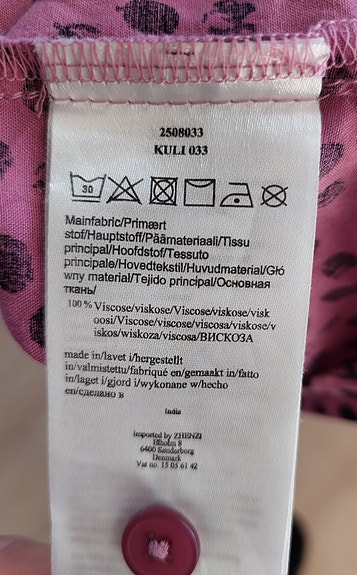 2508033
KULI 033
30
Mainfabric/Primært
stof/Hauptstoff/Päämateriaali/Tissu
principal/Hoofdstof/Tessuto
principale/Hovedtekstil/Huvudmaterial/Głó
wny materiał/Tejido principal/Основная
ткань/
100 % Viscose/viskose/Viscose/viskose/visk
oosi/Viscose/viscose/viscosa/viskose/v
iskos/wiskoza/viscosa/ВИСКОЗА
made in/lavet i/hergestellt
in/valmistettu/fabriqué en/gemaakt in/fatto
in/laget i/gjord i/wykonane w/hecho
en/сделано в
india
Imported by ZHENZI
Ellehols 8
6400 Sønderborg
Denmark
Vat no. 15 05 61 42